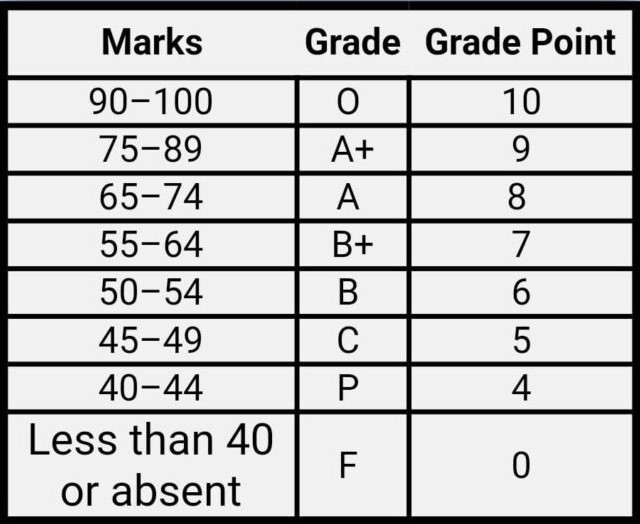 Marks Grade Grade Point
90–100 O 10
75–89 A+ 9
65–74 A 8
55–64 B+ 7
50–54 B 6
45–49 C 5
40–44 P 4
Less than 40
or absent F 0